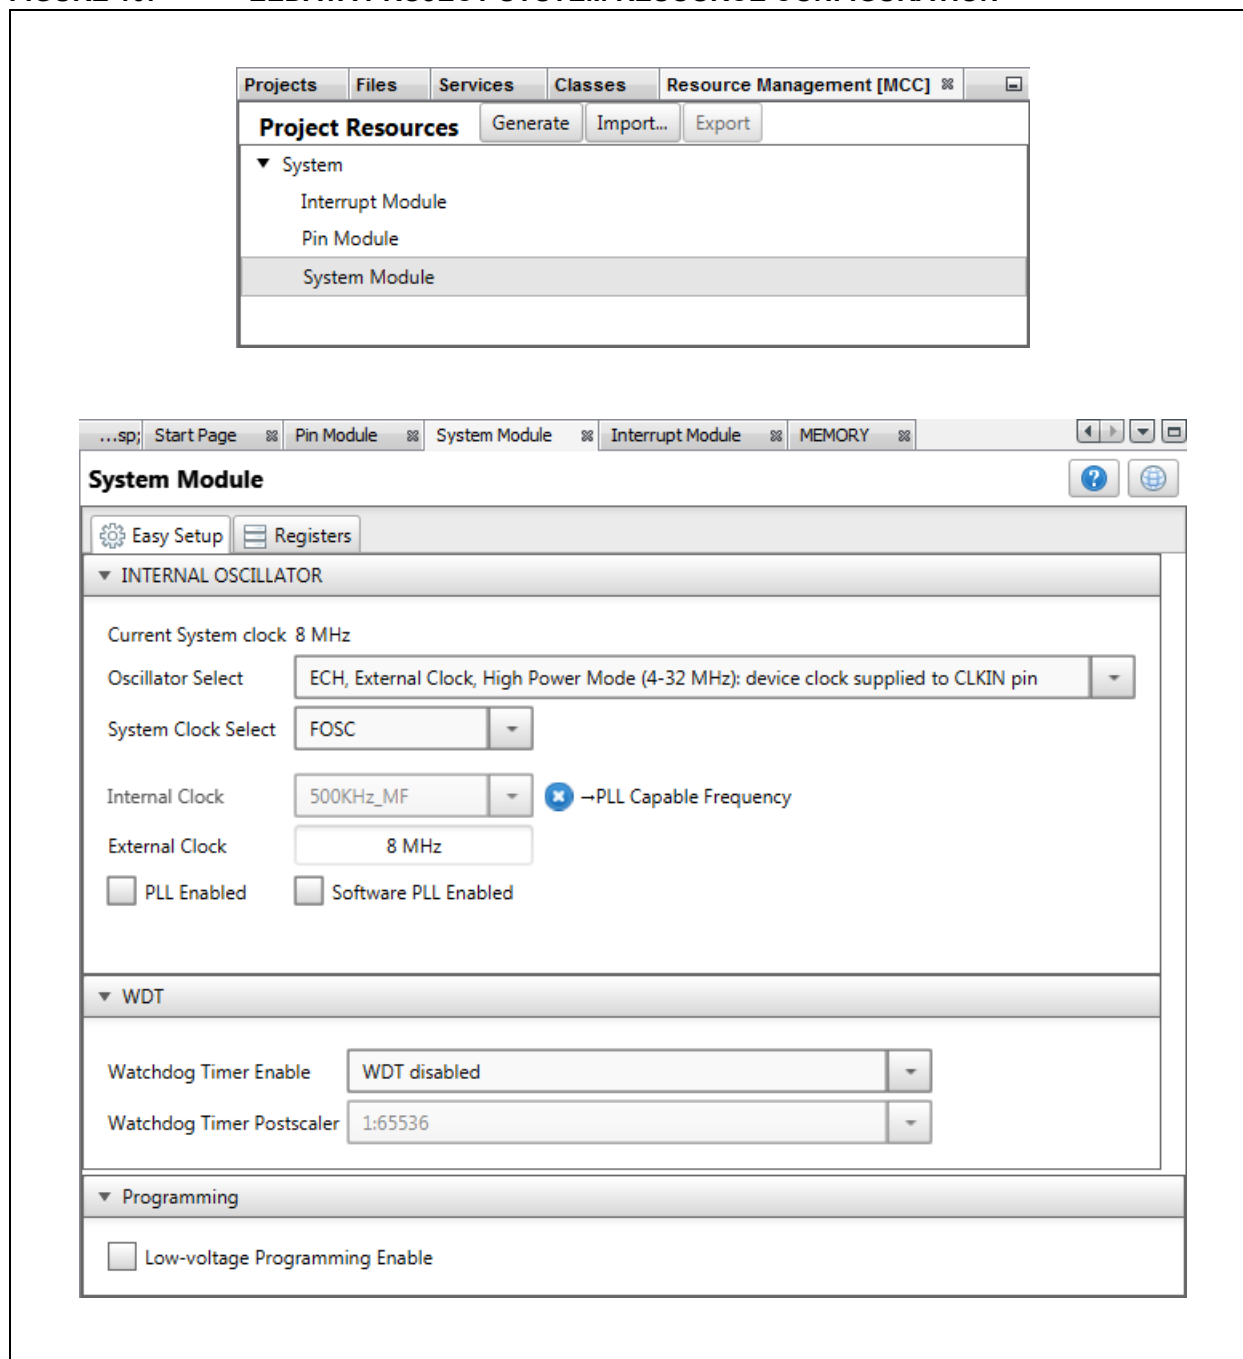 Projects Files Services Classes Resource Management [MCC]
Project Resources Generate Import... Export
System
Interrupt Module
Pin Module
System Module
...sp; Start Page Pin Module System Module Interrupt Module MEMORY
System Module
Easy Setup Registers
INTERNAL OSCILLATOR
Current System clock 8 MHz
Oscillator Select ECH, External Clock, High Power Mode (4-32 MHz): device clock supplied to CLKIN pin
System Clock Select FOSC
Internal Clock 500KHz_MF →PLL Capable Frequency
External Clock 8 MHz
PLL Enabled Software PLL Enabled
WDT
Watchdog Timer Enable WDT disabled
Watchdog Timer Postscaler 1:65536
Programming
Low-voltage Programming Enable